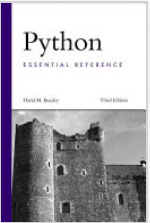 Python
ESSENTIAL REFERENCE
David M. Beazley
Third Edition